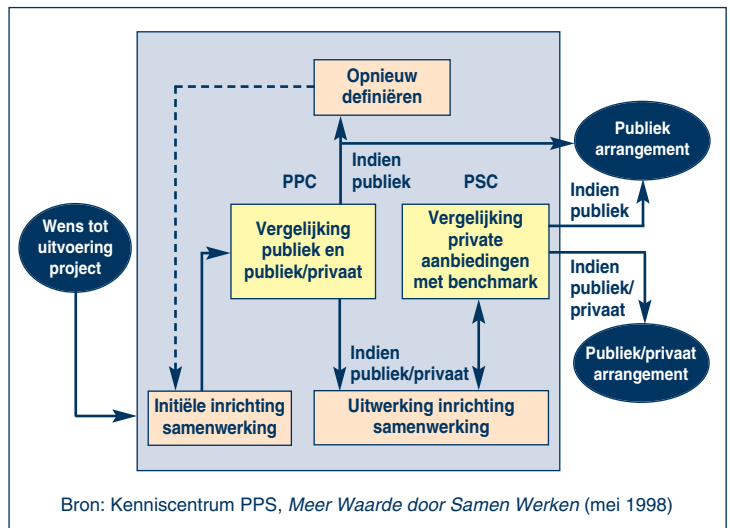 Opnieuw
definiëren
Publiek
arrangement
Indien
publiek
PPC
PSC
Indien
publiek
Wens tot
uitvoering
project
Vergelijking
publiek en
publiek/privaat
Vergelijking
private
aanbiedingen
met benchmark
Indien
publiek/
privaat
Indien
publiek/privaat
Publiek/privaat
arrangement
Initiële inrichting
samenwerking
Uitwerking inrichting
samenwerking
Bron: Kenniscentrum PPS, Meer Waarde door Samen Werken (mei 1998)